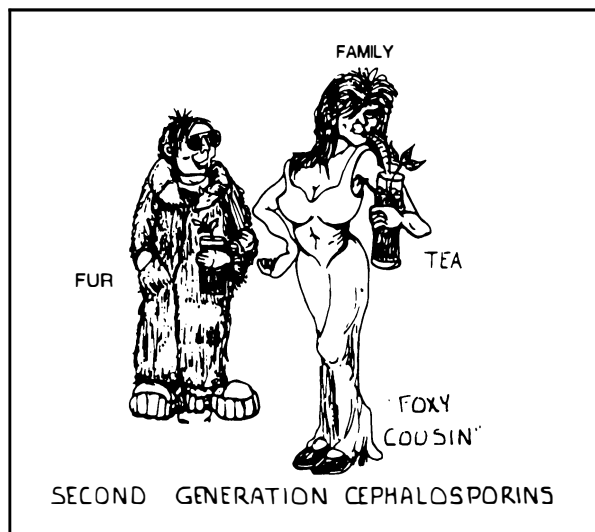 FAMILY
FUR
TEA
"FOXY
COUSIN"
SECOND GENERATION CEPHALOSPORINS